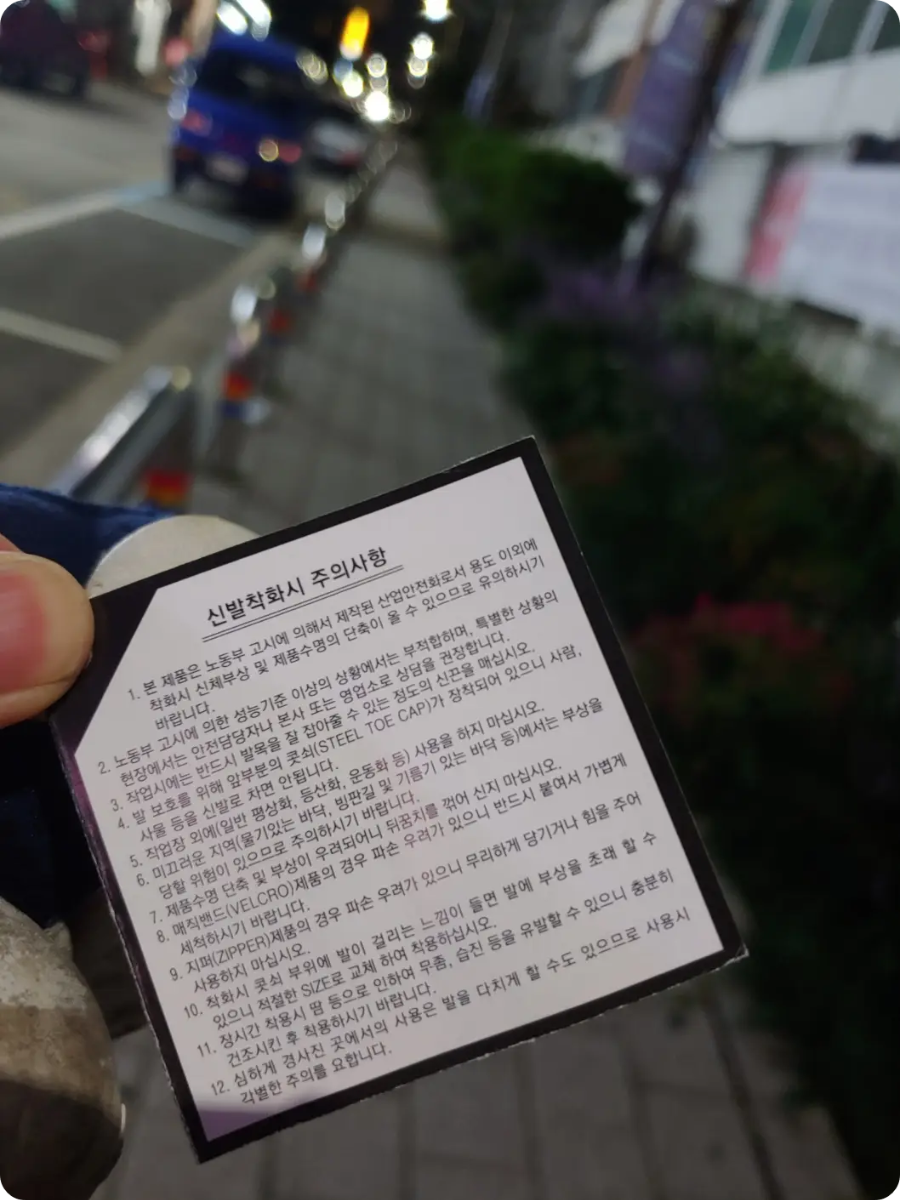 신발착화시 주의사항
1. 본 제품은 노동부 고시에 의해서 제작된 산업안전화로서 용도 이외에
착화시 신체부상 및 제품수명의 단축이 올 수 있으므로 유의하시기
바랍니다.
2. 노동부 고시에 의한 성능기준 이상의 상황에서는 부적합하며, 특별한 상황의
현장에서는 안전담당자나 본사 또는 영업소로 상담을 권장합니다.
3. 작업시에는 반드시 발목을 잘 잡아줄 수 있는 정도의 신끈을 매십시오.
4. 발 보호를 위해 앞부분의 콧쇠(STEEL TOE CAP)가 장착되어 있으니 사람,
사물 등을 신발로 차면 안됩니다.
5. 작업장 외에(일반 평상화, 등산화, 운동화 등) 사용을 하지 마십시오.
6. 미끄러운 지역(물기있는 바닥, 빙판길 및 기름기 있는 바닥 등)에서는 부상을
당할 위험이 있으므로 주의하시기 바랍니다.
7. 제품수명 단축 및 부상이 우려되어니 뒤꿈치를 꺾어 신지 마십시오.
8. 매직밴드(VELCRO)제품의 경우 파손 우려가 있으니 반드시 붙여서 가볍게
세척하시기 바랍니다.
9. 지퍼(ZIPPER)제품의 경우 파손 우려가 있으니 무리하게 당기거나 힘을 주어
사용하지 마십시오.
10. 착화시 콧쇠 부위에 발이 걸리는 느낌이 들면 발에 부상을 초래 할 수
있으니 적절한 SIZE로 교체 하여 착용하십시오.
11. 장시간 착용시 땀 등으로 인하여 무좀, 습진 등을 유발할 수 있으니 충분히
건조시킨 후 착용하시기 바랍니다.
12. 심하게 경사진 곳에서의 사용은 발을 다치게 할 수도 있으므로 사용시
각별한 주의를 요합니다.